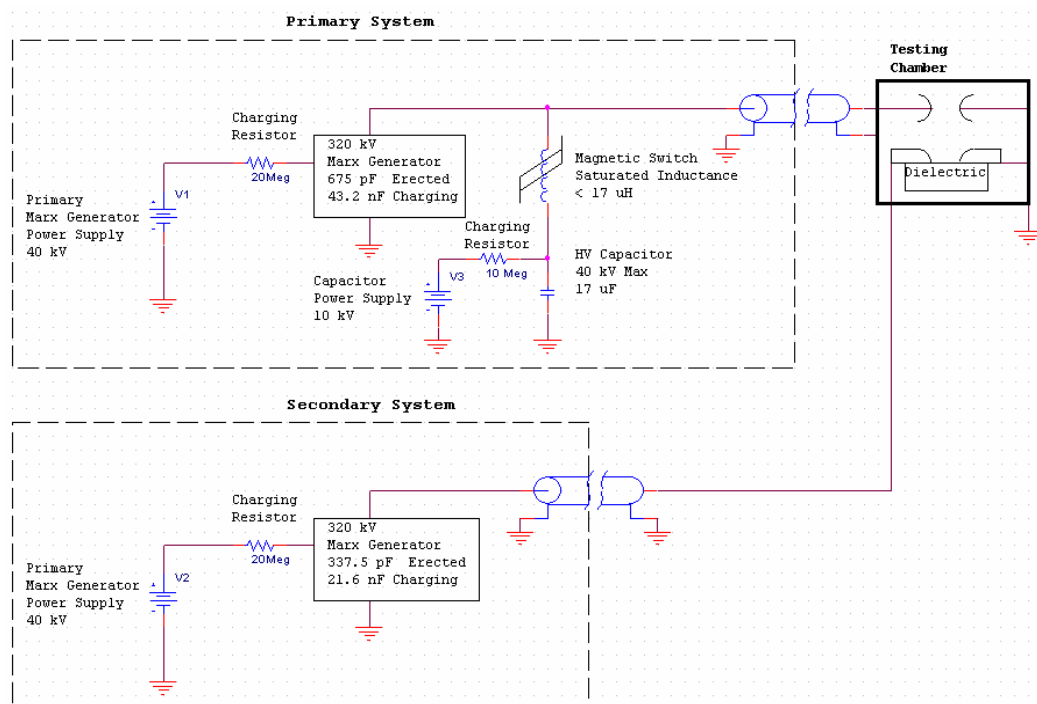 Primary System
Testing
Chamber
Charging
Resistor
20Meg
V1
Primary
Marx Generator
Power Supply
40 kV
320 kV
Marx Generator
675 pF Erected
43.2 nF Charging
Magnetic Switch
Saturated Inductance
< 17 uH
Charging
Resistor
10 Meg
V3
Capacitor
Power Supply
10 kV
HV Capacitor
40 kV Max
17 uF
Dielectric
Secondary System
Charging
Resistor
20Meg
V2
Primary
Marx Generator
Power Supply
40 kV
320 kV
Marx Generator
337.5 pF Erected
21.6 nF Charging